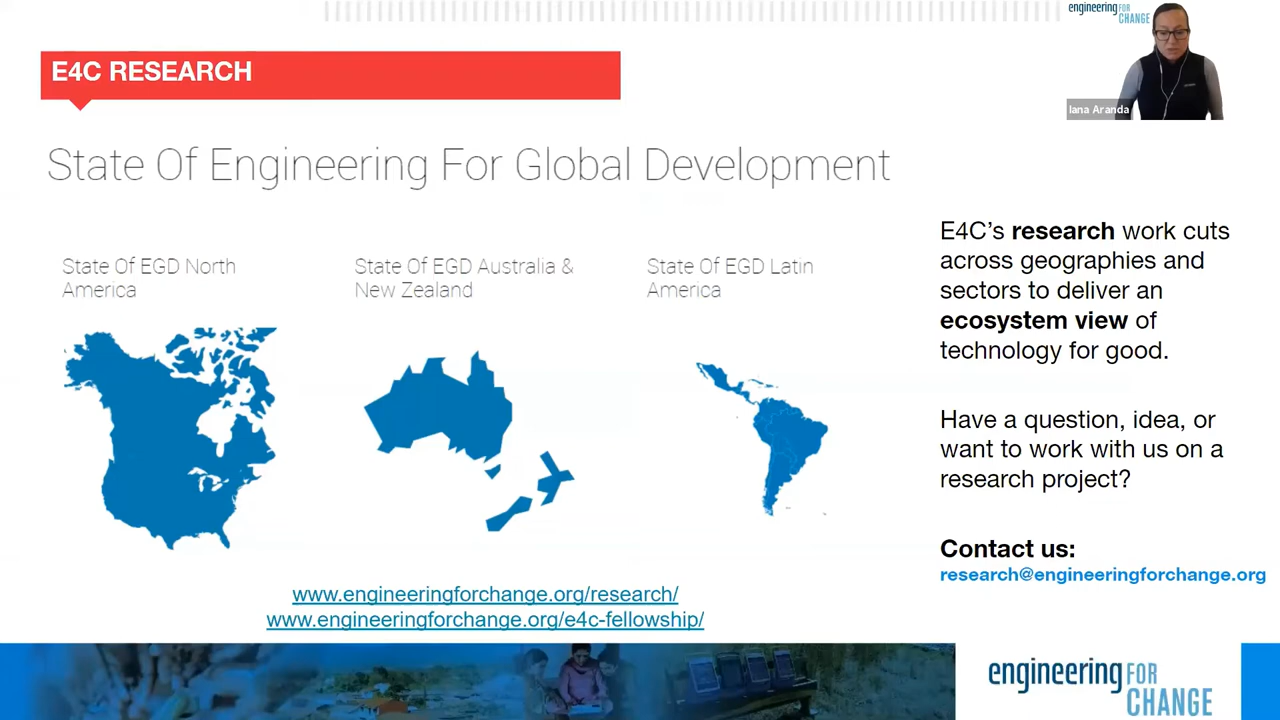 engineering FOR
CHANGE
Iana Aranda
E4C RESEARCH
State Of Engineering For Global Development
State Of EGD North
America
State Of EGD Australia &
New Zealand
State Of EGD Latin
America
E4C’s research work cuts
across geographies and
sectors to deliver an
ecosystem view of
technology for good.
Have a question, idea, or
want to work with us on a
research project?
Contact us:
research@engineeringforchange.org
www.engineeringforchange.org/research/
www.engineeringforchange.org/e4c-fellowship/
engineering FOR
CHANGE